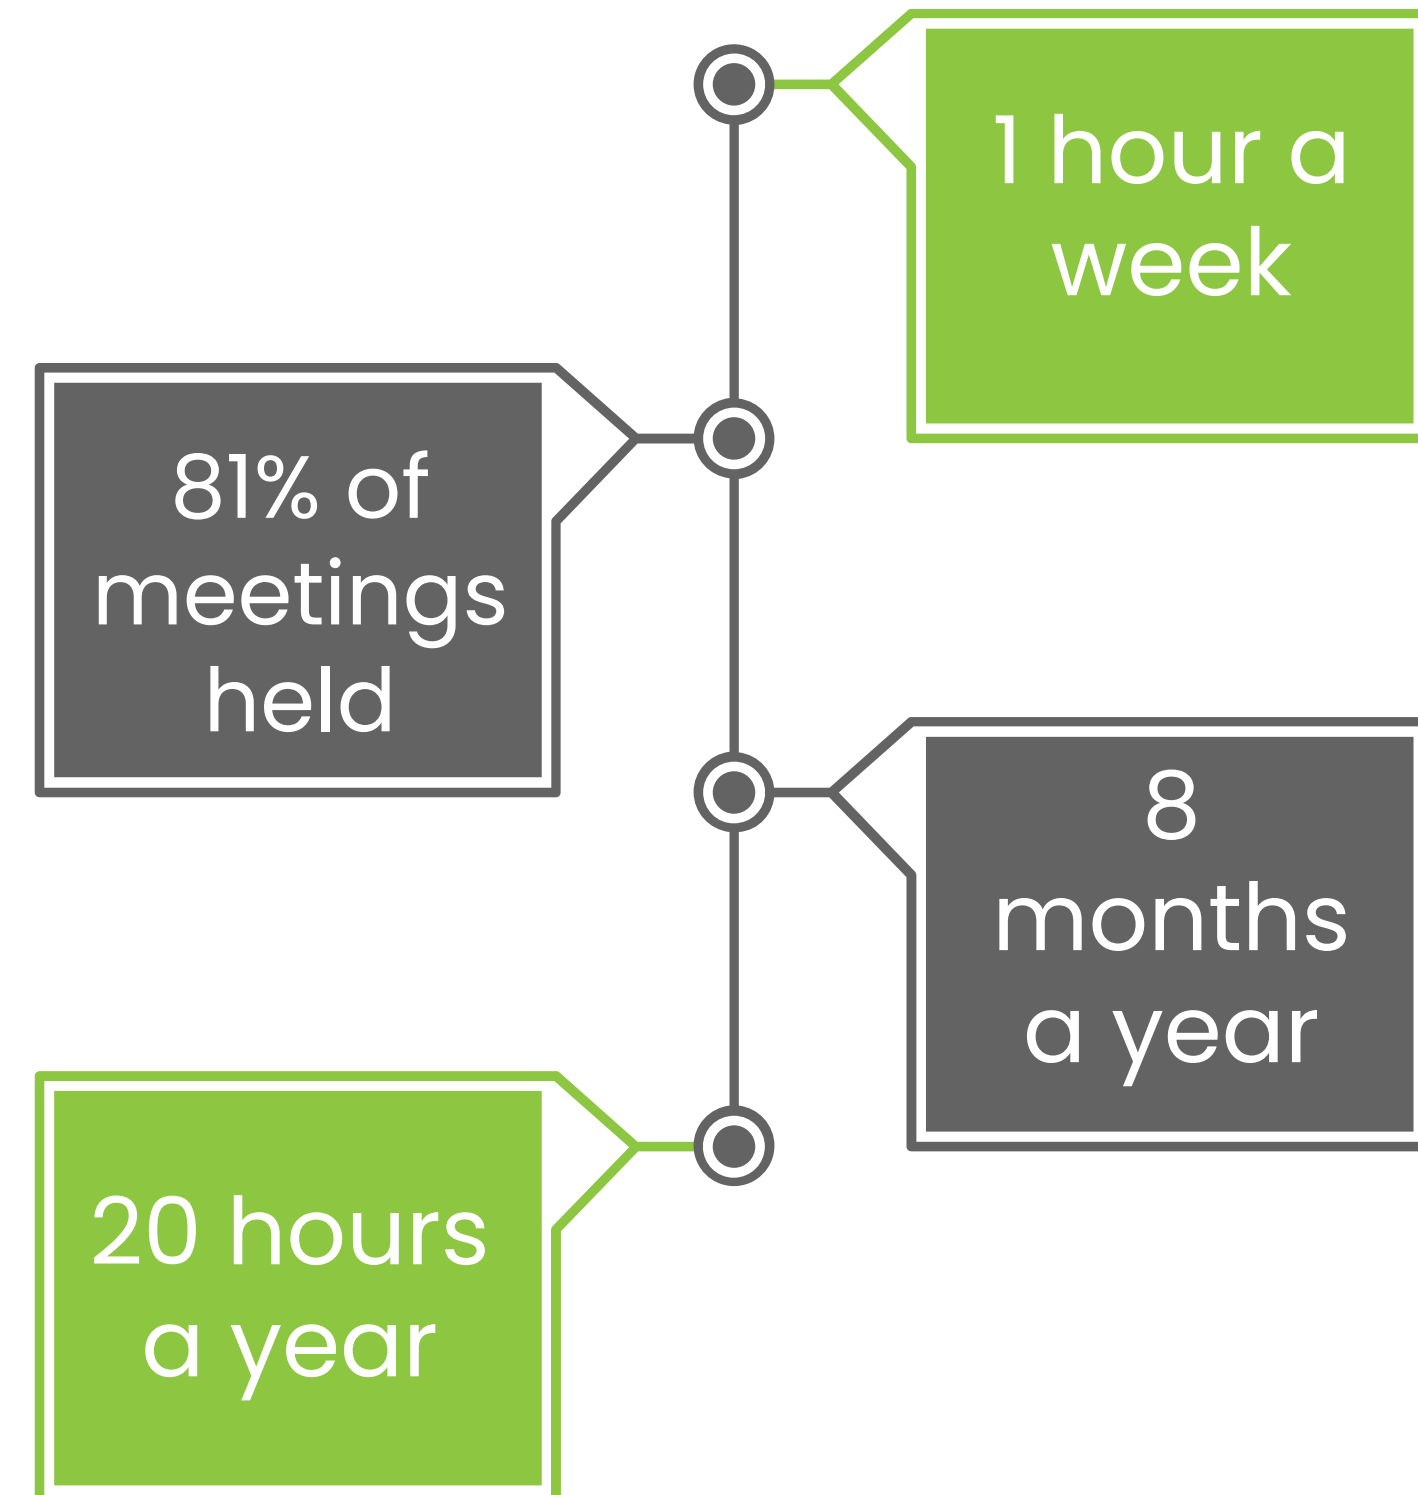 1 hour a
week
81% of
meetings
held
8
months
a year
20 hours
a year